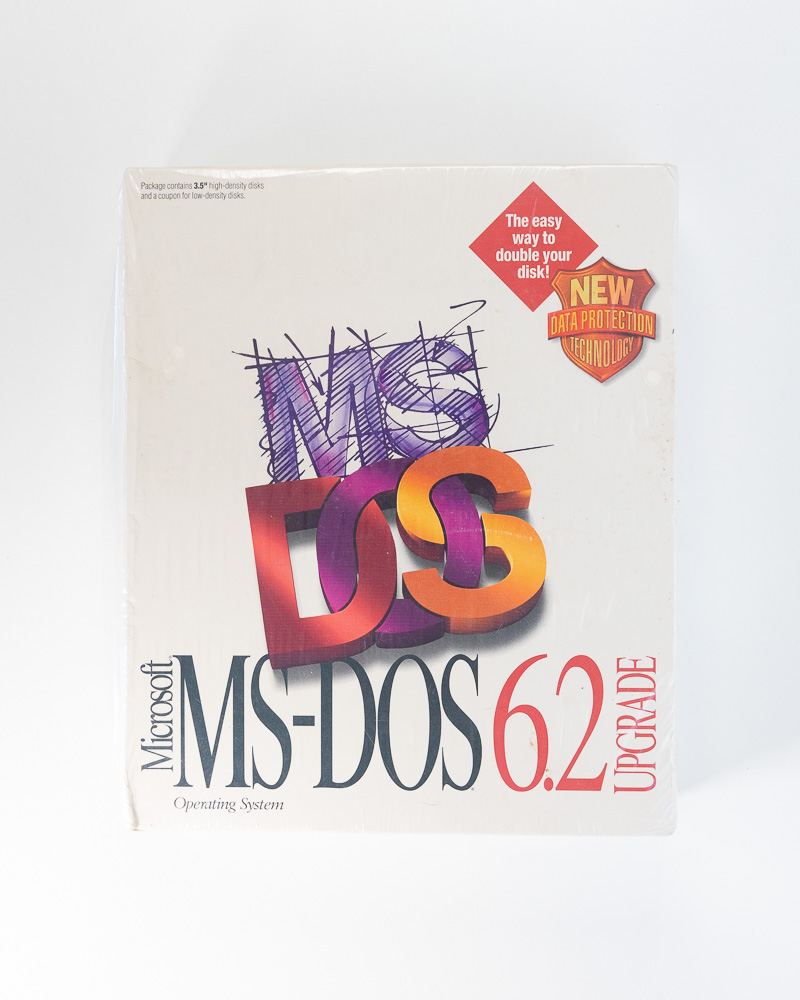 Package contains 3.5" high-density disks
and a coupon for low-density disks.
The easy
way to
double your
disk!
NEW
DATA PROTECTION
TECHNOLOGY
MS
DOS
Microsoft
MS-DOS 6.2
UPGRADE
Operating System